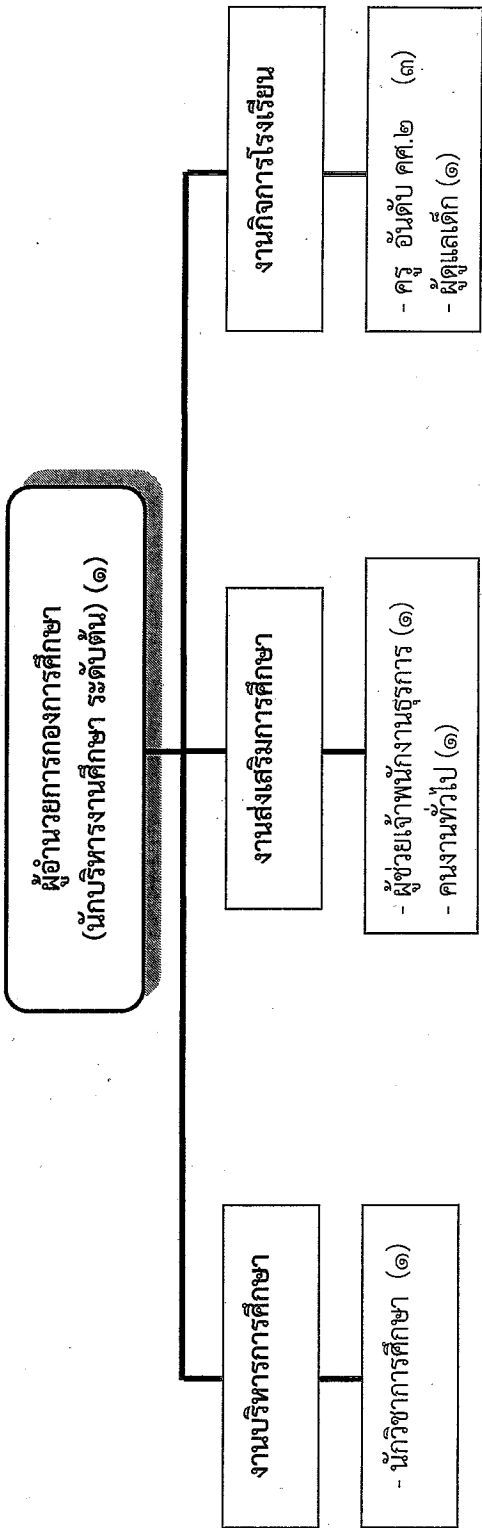 ผู้อำนวยการกองการศึกษา
(นักบริหารงานศึกษา ระดับต้น) (๑)
งานบริหารการศึกษา
- นักวิชาการศึกษา (๑)
งานส่งเสริมการศึกษา
- ผู้ช่วยเจ้าพนักงานธุรการ (๑)
- คนงานทั่วไป (๑)
งานกิจการโรงเรียน
- ครู อันดับ คศ.๒ (๓)
- ผู้ดูแลเด็ก (๑)